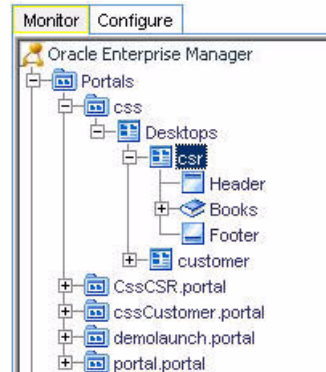 Monitor Configure
Oracle Enterprise Manager
Portals
css
Desktops
csr
Header
Books
Footer
customer
CssCSR.portal
cssCustomer.portal
demolaunch.portal
portal.portal